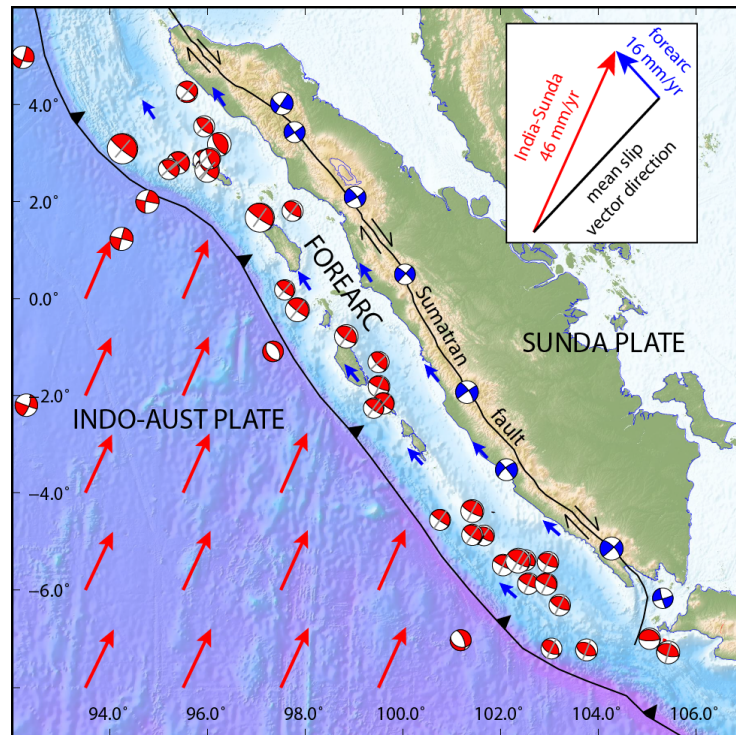 India-Sunda
46 mm/yr
forearc
16 mm/yr
mean slip
vector direction
FOREARC
Sumatran
fault
SUNDA PLATE
INDO-AUST PLATE
4.0°
2.0°
0.0°
−2.0°
−4.0°
−6.0°
94.0°
96.0°
98.0°
100.0°
102.0°
104.0°
106.0°